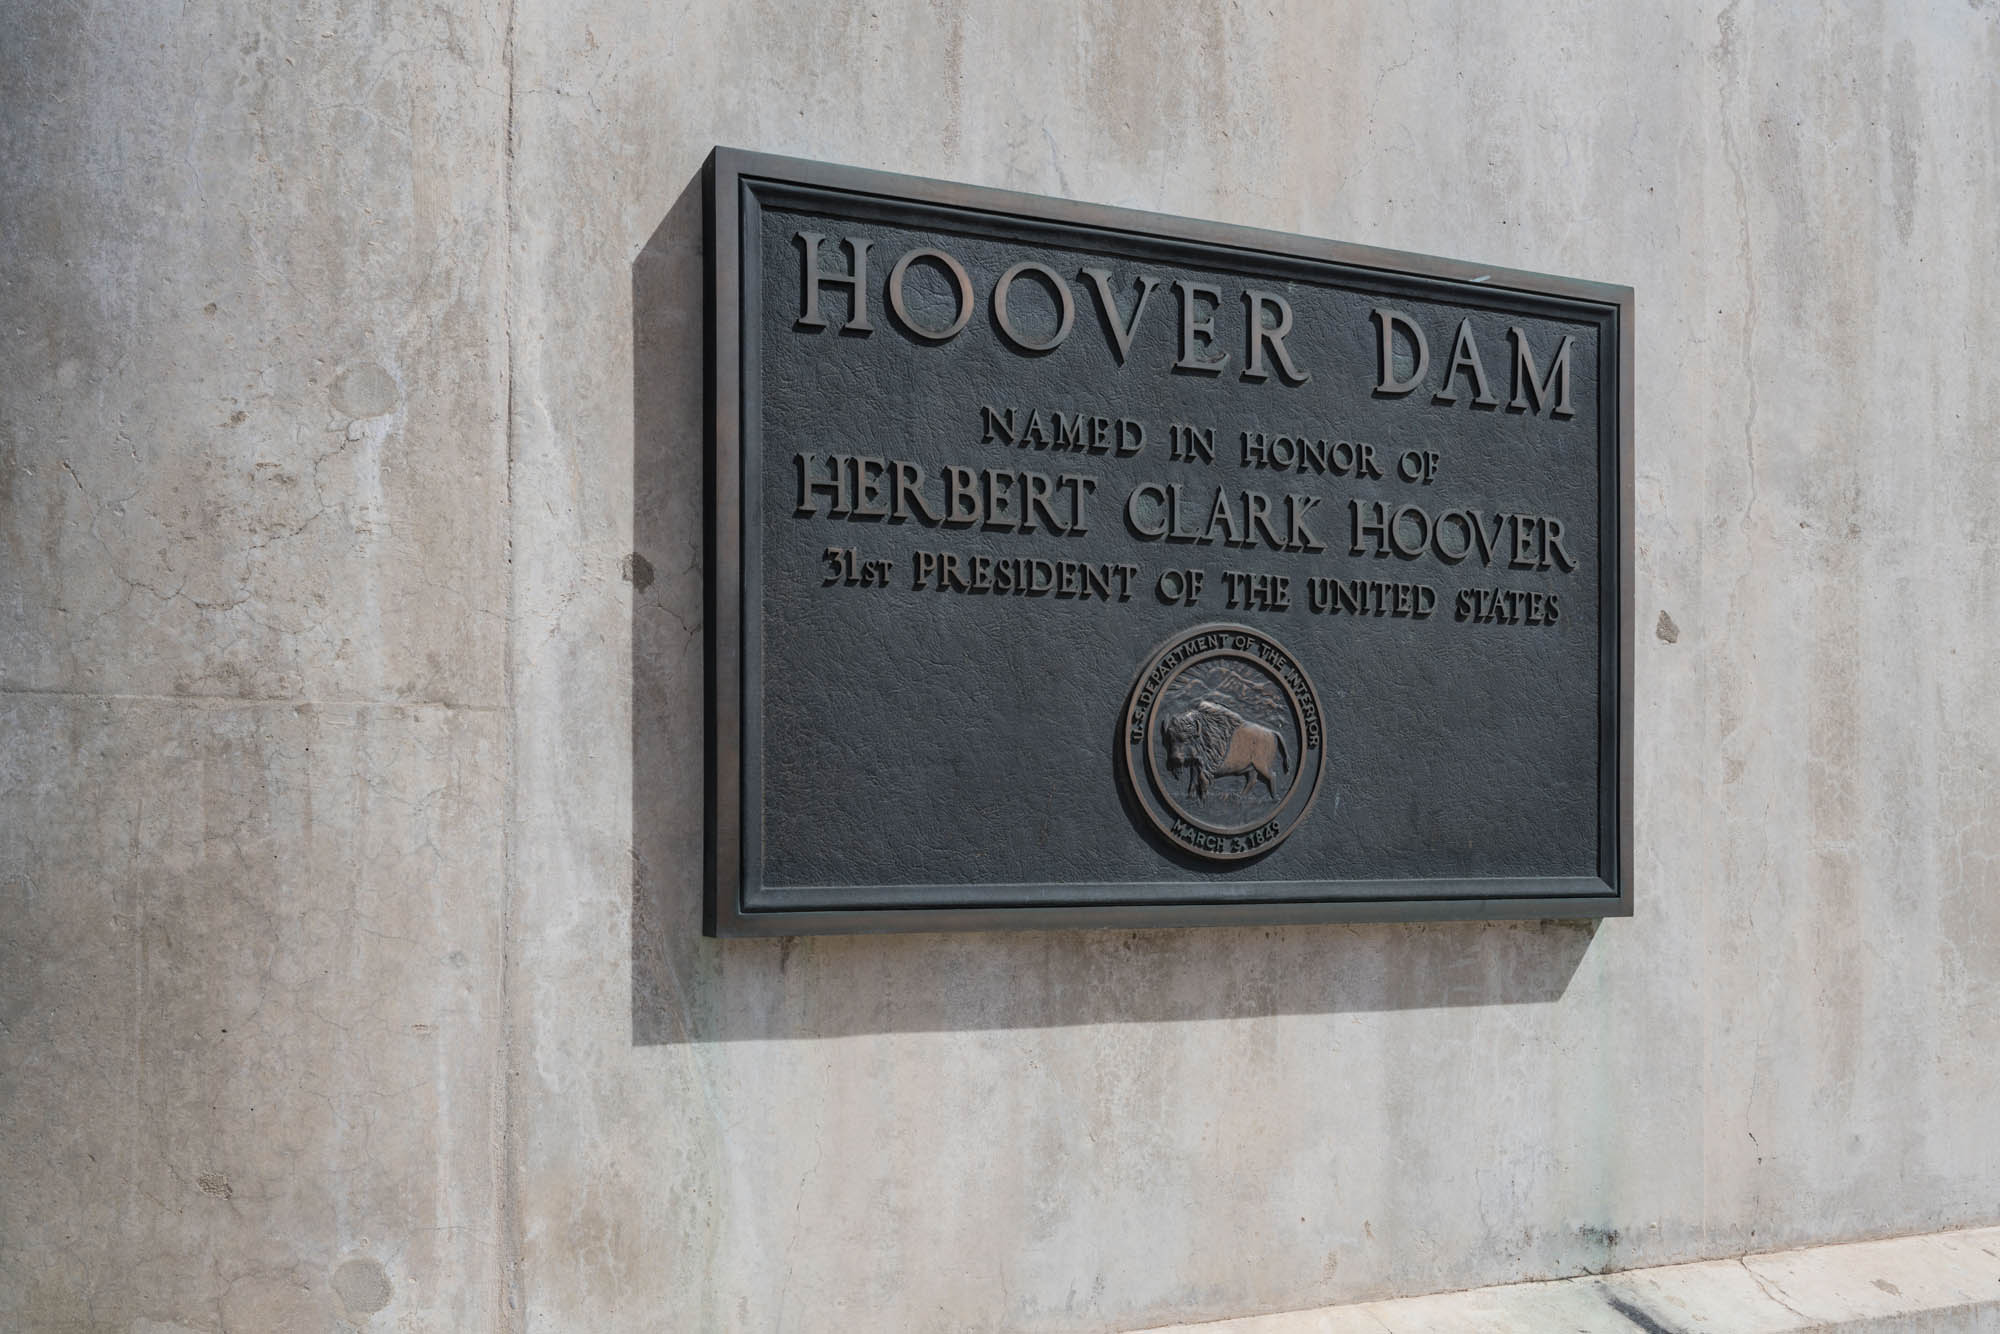 HOOVER DAM
NAMED IN HONOR OF
HERBERT CLARK HOOVER
31ST PRESIDENT OF THE UNITED STATES
U.S. DEPARTMENT OF THE INTERIOR
MARCH 3, 1849